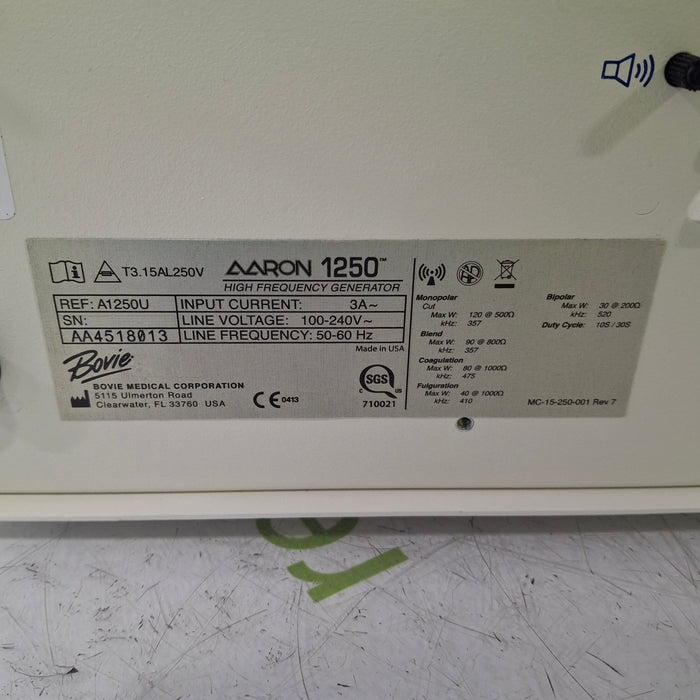 T3.15AL250V
AARON 1250™
HIGH FREQUENCY GENERATOR
REF: A1250U
INPUT CURRENT: 3A~
SN:
LINE VOLTAGE: 100-240V~
AA4518013
LINE FREQUENCY: 50-60 Hz
Made in USA
Bovie
BOVIE MEDICAL CORPORATION
5115 Ulmerton Road
Clearwater, FL 33760 USA
CE 0413
SGS
C US
710021
Monopolar
Cut
Max W: 120 @ 500Ω
kHz: 357
Blend
Max W: 90 @ 800Ω
kHz: 357
Coagulation
Max W: 80 @ 1000Ω
kHz: 475
Fulguration
Max W: 40 @ 1000Ω
kHz: 410
Bipolar
Max W: 30 @ 200Ω
kHz: 520
Duty Cycle: 10S / 30S
MC-15-250-001 Rev 7